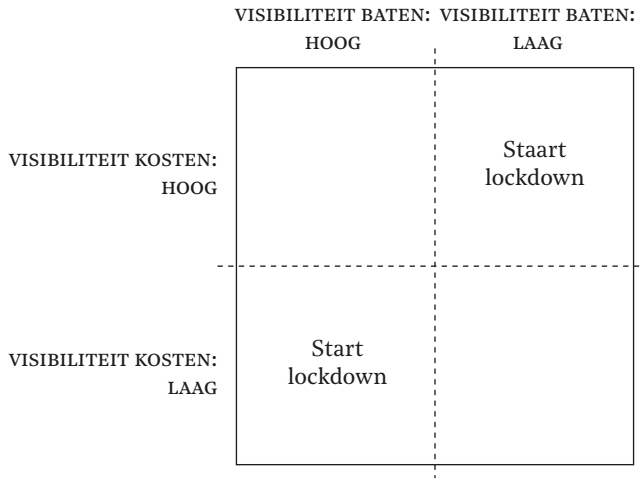 VISIBILITEIT BATEN: VISIBILITEIT BATEN:
HOOG LAAG
Staart
lockdown
VISIBILITEIT KOSTEN:
HOOG
Start
lockdown
VISIBILITEIT KOSTEN:
LAAG